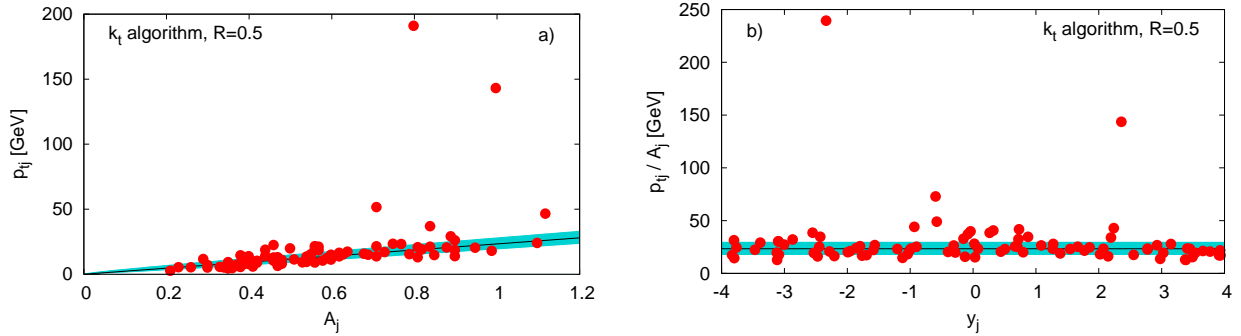 k_t algorithm, R=0.5
a)
p_tj [GeV]
200
150
100
50
0
0 0.2 0.4 0.6 0.8 1 1.2
A_j
b)
k_t algorithm, R=0.5
p_tj / A_j [GeV]
250
200
150
100
50
0
-4 -3 -2 -1 0 1 2 3 4
y_j